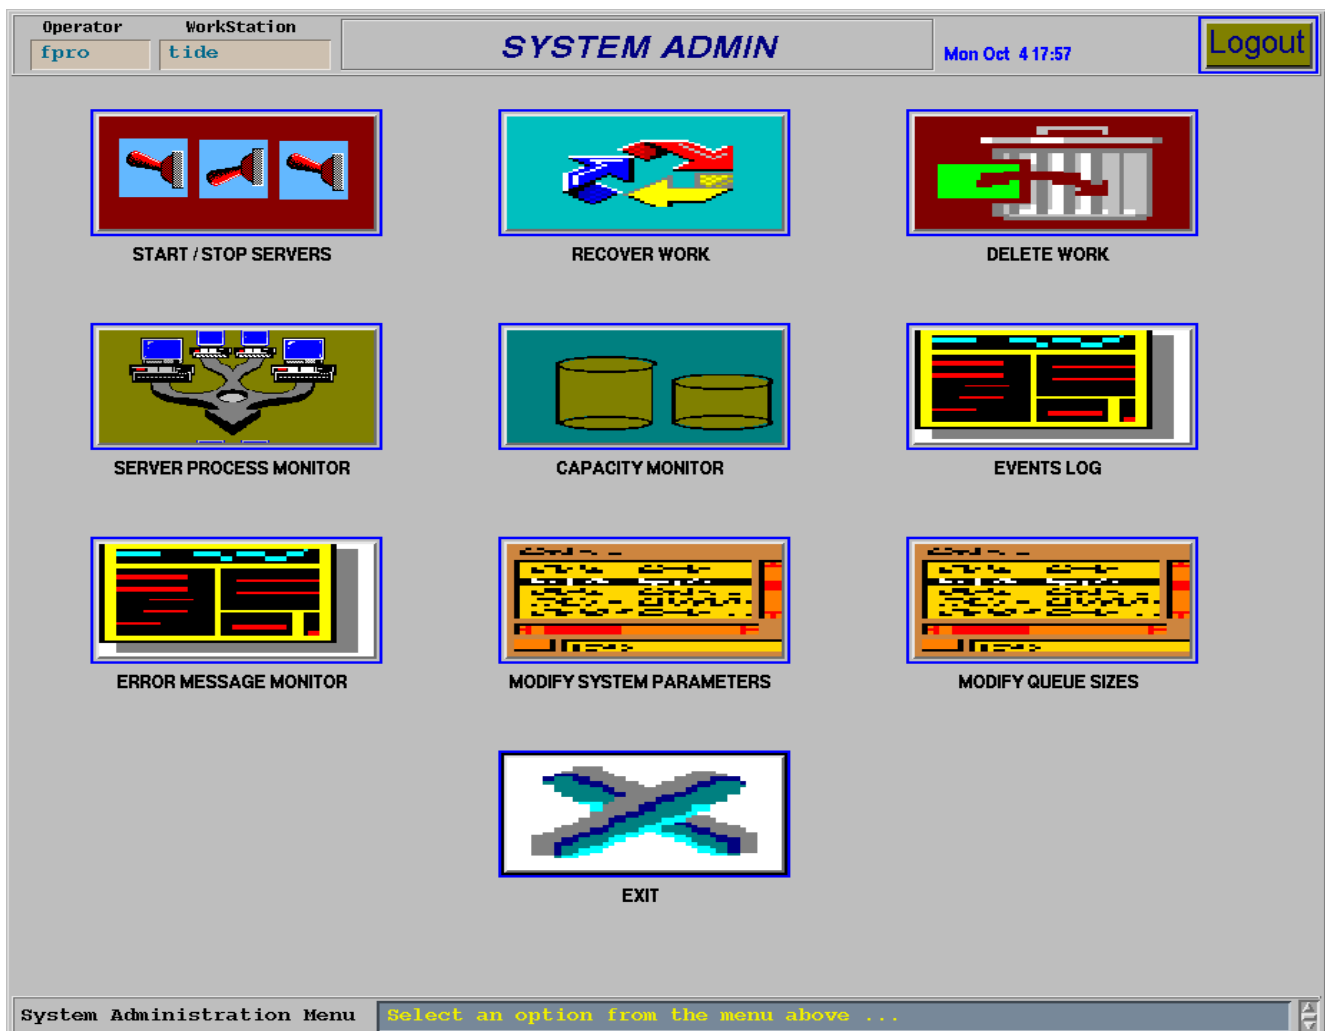 Operator WorkStation
fpro tide
SYSTEM ADMIN
Mon Oct 4 17:57
Logout
START / STOP SERVERS
RECOVER WORK
DELETE WORK
SERVER PROCESS MONITOR
CAPACITY MONITOR
EVENTS LOG
ERROR MESSAGE MONITOR
MODIFY SYSTEM PARAMETERS
MODIFY QUEUE SIZES
EXIT
System Administration Menu
Select an option from the menu above ...